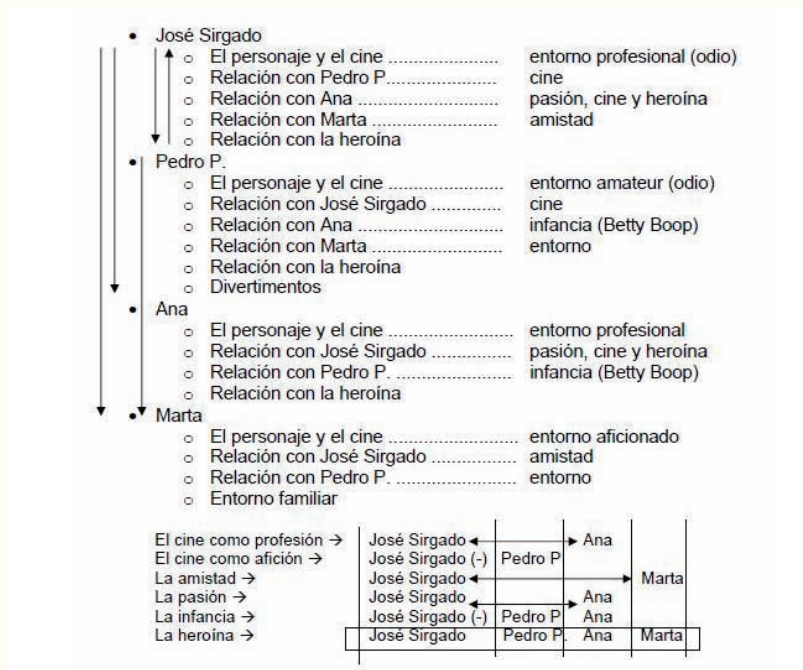 • José Sirgado
o El personaje y el cine ...................... entorno profesional (odio)
o Relación con Pedro P...................... cine
o Relación con Ana ............................ pasión, cine y heroína
o Relación con Marta ......................... amistad
o Relación con la heroína
• Pedro P.
o El personaje y el cine ....................... entorno amateur (odio)
o Relación con José Sirgado .............. cine
o Relación con Ana ............................. infancia (Betty Boop)
o Relación con Marta .......................... entorno
o Relación con la heroína
o Divertimentos
• Ana
o El personaje y el cine ......................... entorno profesional
o Relación con José Sirgado ................ pasión, cine y heroína
o Relación con Pedro P. ....................... infancia (Betty Boop)
o Relación con la heroína
• Marta
o El personaje y el cine .......................... entorno aficionado
o Relación con José Sirgado ................. amistad
o Relación con Pedro P. ........................ entorno
o Entorno familiar
El cine como profesión → José Sirgado Ana
El cine como afición → José Sirgado (-) Pedro P
La amistad → José Sirgado Marta
La pasión → José Sirgado Ana
La infancia → José Sirgado (-) Pedro P Ana
La heroína → José Sirgado Pedro P. Ana Marta